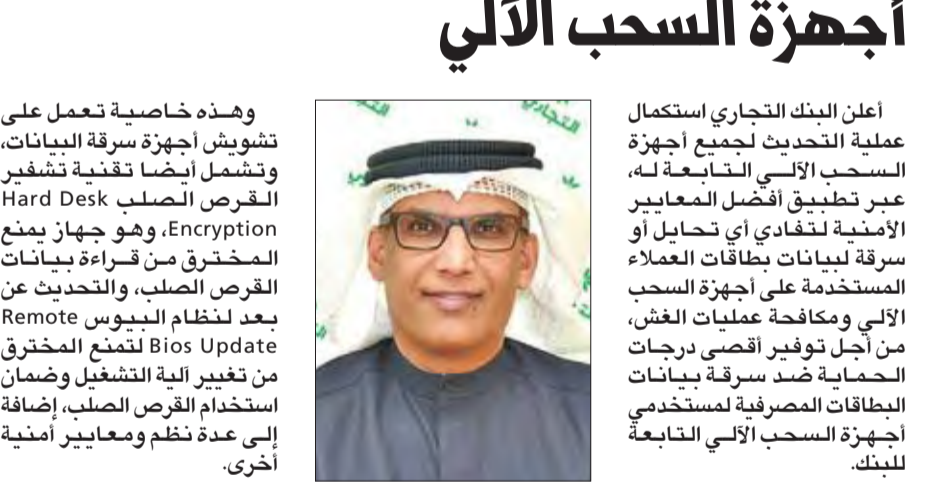 أجهزة السحب الآلي
أعلن البنك التجاري استكمال
عملية التحديث لجميع أجهزة
السحب الآلي التابعة له،
عبر تطبيق أفضل المعايير
الأمنية لتفادي أي تحايل أو
سرقة لبيانات بطاقات العملاء
المستخدمة على أجهزة السحب
الآلي ومكافحة عمليات الغش،
من أجل توفير أقصى درجات
الحماية ضد سرقة بيانات
البطاقات المصرفية لمستخدمي
أجهزة السحب الآلي التابعة
للبنك.
وهذه خاصية تعمل على
تشويش أجهزة سرقة البيانات،
وتشمل أيضا تقنية تشفير
القرص الصلب Hard Desk
Encryption، وهو جهاز يمنع
المخترق من قراءة بيانات
القرص الصلب، والتحديث عن
بعد لنظام البيوس Remote
Bios Update لتمنع المخترق
من تغيير آلية التشغيل وضمان
استخدام القرص الصلب، إضافة
إلى عدة نظم ومعايير أمنية
أخرى.
التجاري